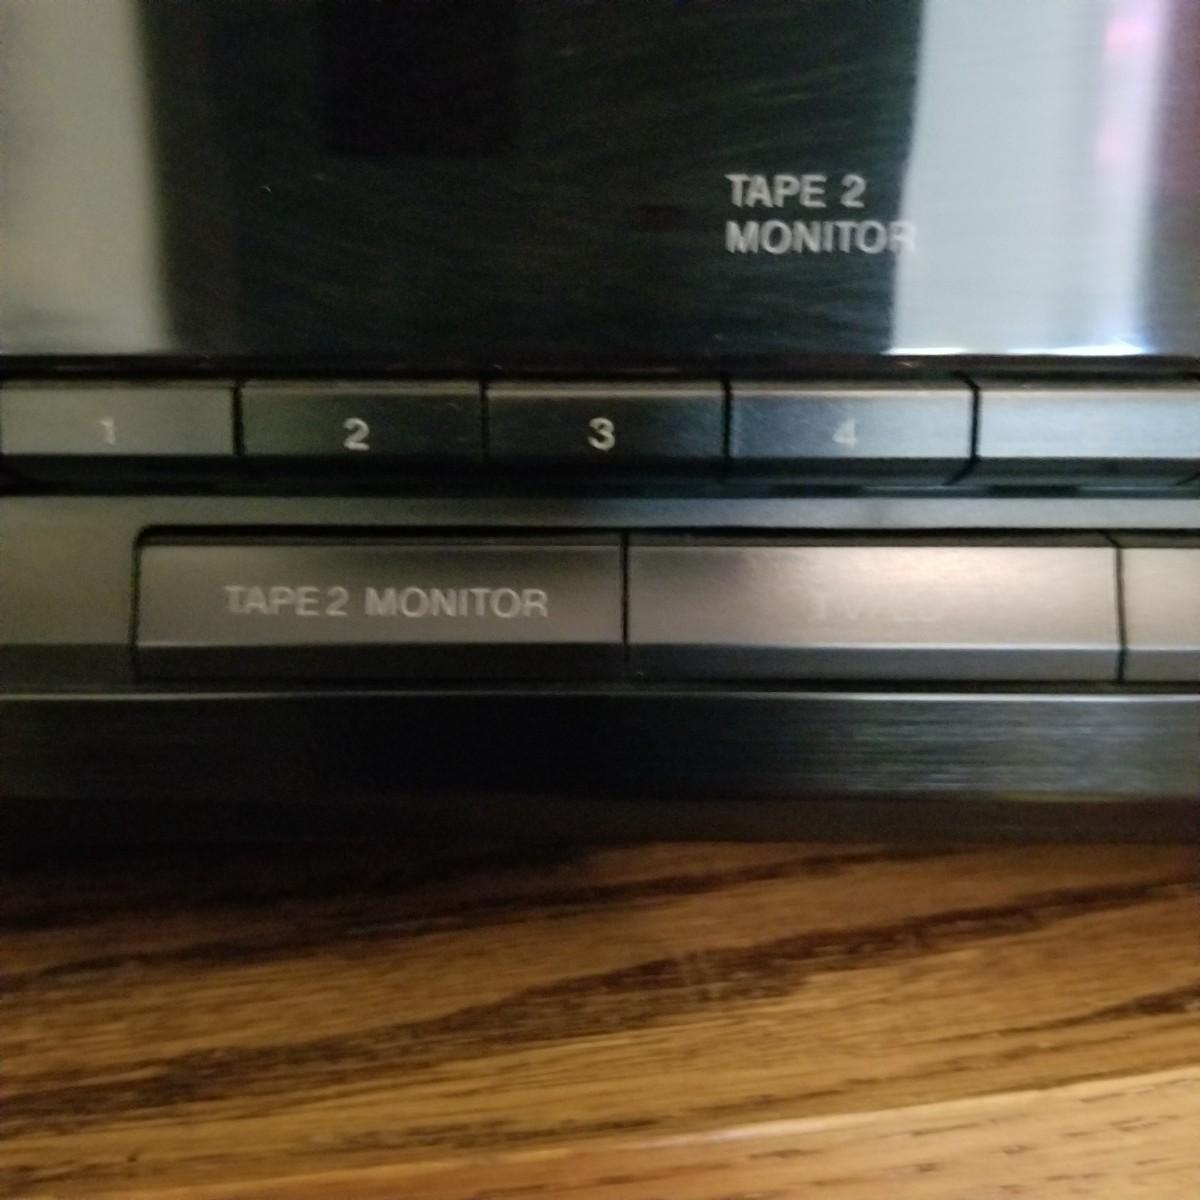 TAPE 2
MONITOR
1 2 3 4
TAPE 2 MONITOR